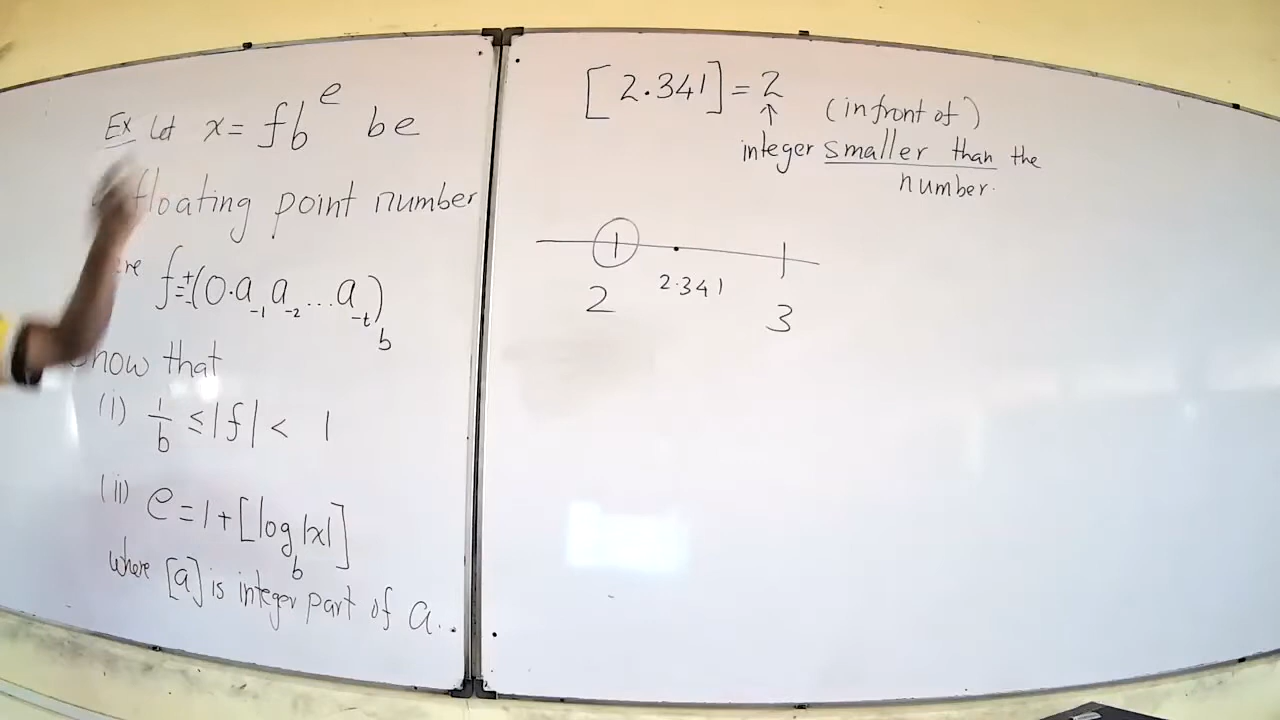 Ex Let x = fb^e be
floating point number
f = ±(0.a_{-1} a_{-2} ... a_{-t})_b
show that
(i) 1/b ≤ |f| < 1
(ii) e = 1 + [log_b |x|]
where [a] is integer part of a.
[2.341] = 2
↑ (in front of)
integer smaller than the
number.
2.341
2 3